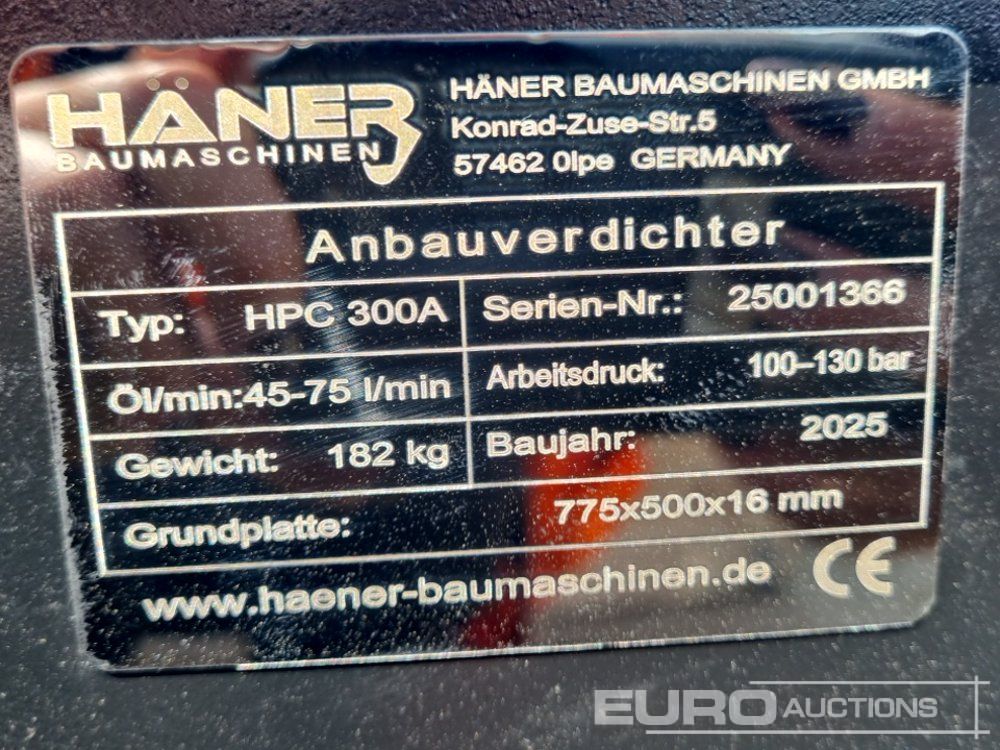 HÄNER
BAUMASCHINEN
HÄNER BAUMASCHINEN GMBH
Konrad-Zuse-Str.5
57462 Olpe GERMANY
Anbauverdichter
Typ: HPC 300A
Serien-Nr.: 25001366
Öl/min:45-75 l/min
Arbeitsdruck: 100-130 bar
Gewicht: 182 kg
Baujahr: 2025
Grundplatte: 775x500x16 mm
www.haener-baumaschinen.de CE
EURO AUCTIONS